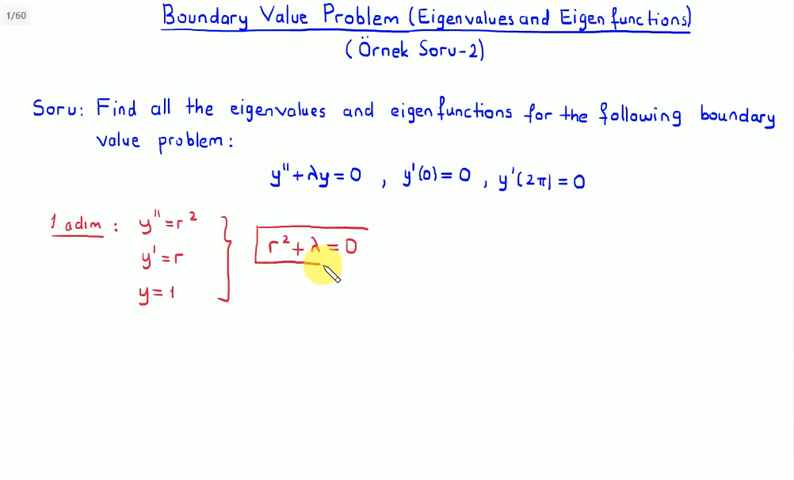 1/60
Boundary Value Problem (Eigenvalues and Eigen functions)
(Örnek Soru-2)
Soru: Find all the eigenvalues and eigenfunctions for the following boundary
value problem:
y'' + λy = 0 , y'(0) = 0 , y'(2π) = 0
1 adım : y'' = r²
y' = r
y = 1
r² + λ = 0